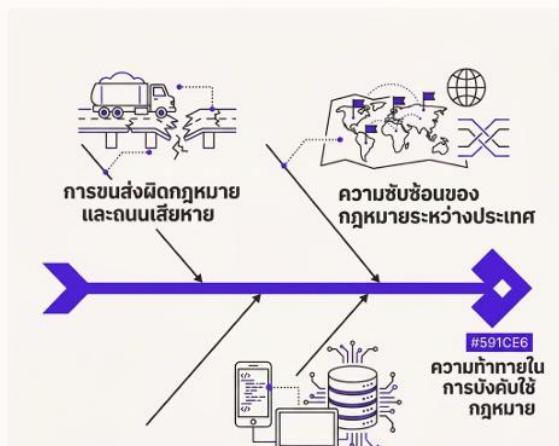 การขนส่งผิดกฎหมาย
และถนนเสียหาย
ความซับซ้อนของ
กฎหมายระหว่างประเทศ
#591CE6
ความท้าทายใน
การบังคับใช้
กฎหมาย
</>
</>